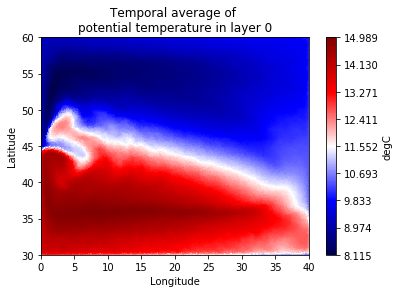 Temporal average of
potential temperature in layer 0
60
55
50
45
40
35
30
Latitude
0 5 10 15 20 25 30 35 40
Longitude
14.989
14.130
13.271
12.411
11.552
10.693
9.833
8.974
8.115
degC